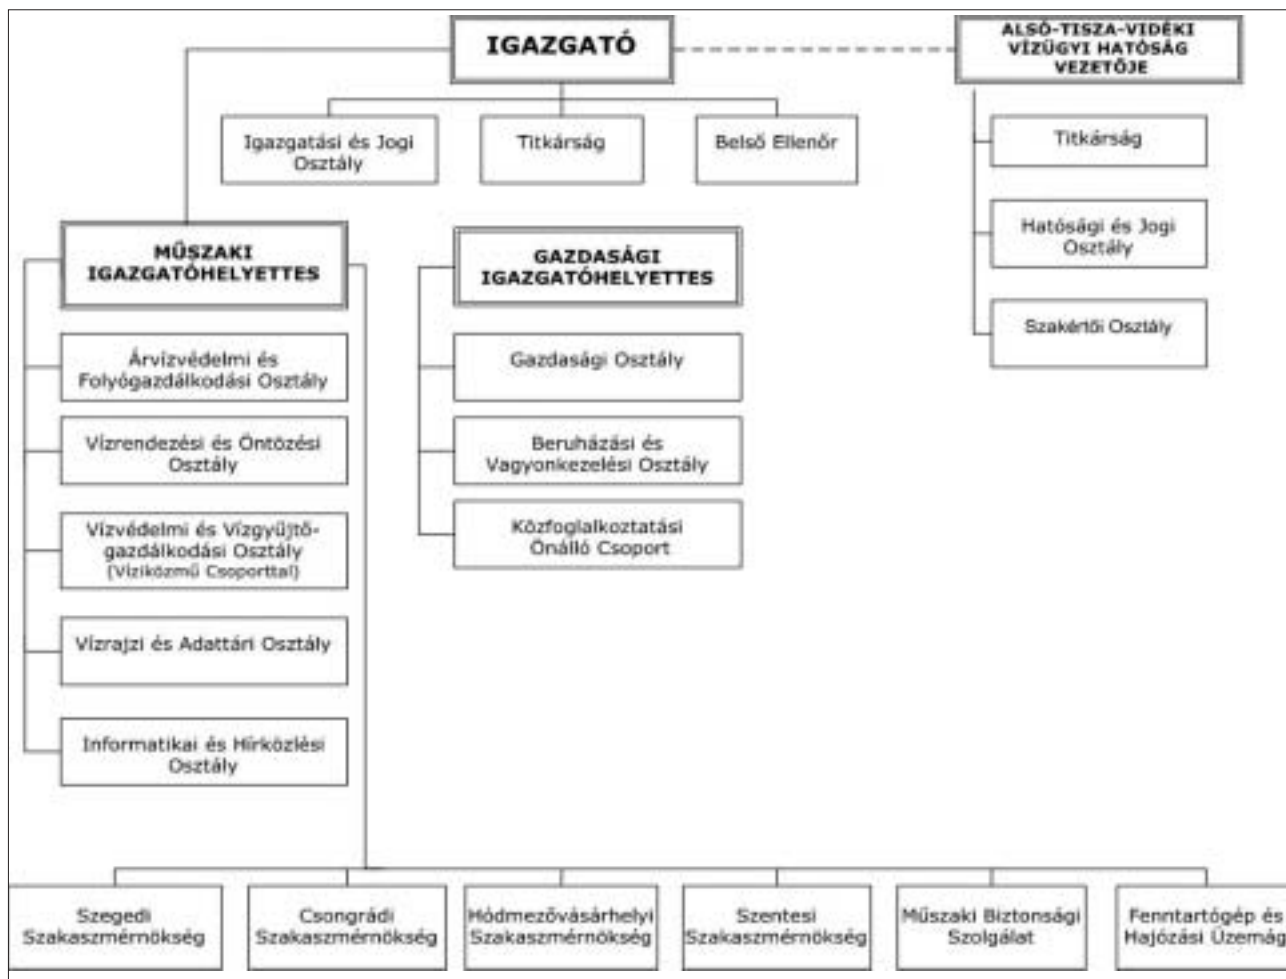 IGAZGATÓ
ALSÓ-TISZA-VIDÉKI
VÍZÜGYI HATÓSÁG
VEZETŐJE
Igazgatási és Jogi
Osztály
Titkárság
Belső Ellenőr
Titkárság
Hatósági és Jogi
Osztály
Szakértői Osztály
MŰSZAKI
IGAZGATÓHELYETTES
Árvízvédelmi és
Folyógazdálkodási Osztály
Vízrendezési és Öntözési
Osztály
Vízvédelmi és Vízgyűjtő-
gazdálkodási Osztály
(Viziközmű Csoporttal)
Vízrajzi és Adattári Osztály
Informatikai és Hírközlési
Osztály
GAZDASÁGI
IGAZGATÓHELYETTES
Gazdasági Osztály
Beruházási és
Vagyonkezelési Osztály
Közfoglalkoztatási
Önálló Csoport
Szegedi
Szakaszmérnökség
Csongrádi
Szakaszmérnökség
Hódmezővásárhelyi
Szakaszmérnökség
Szentesi
Szakaszmérnökség
Műszaki Biztonsági
Szolgálat
Fenntartógép és
Hajózási Üzemág